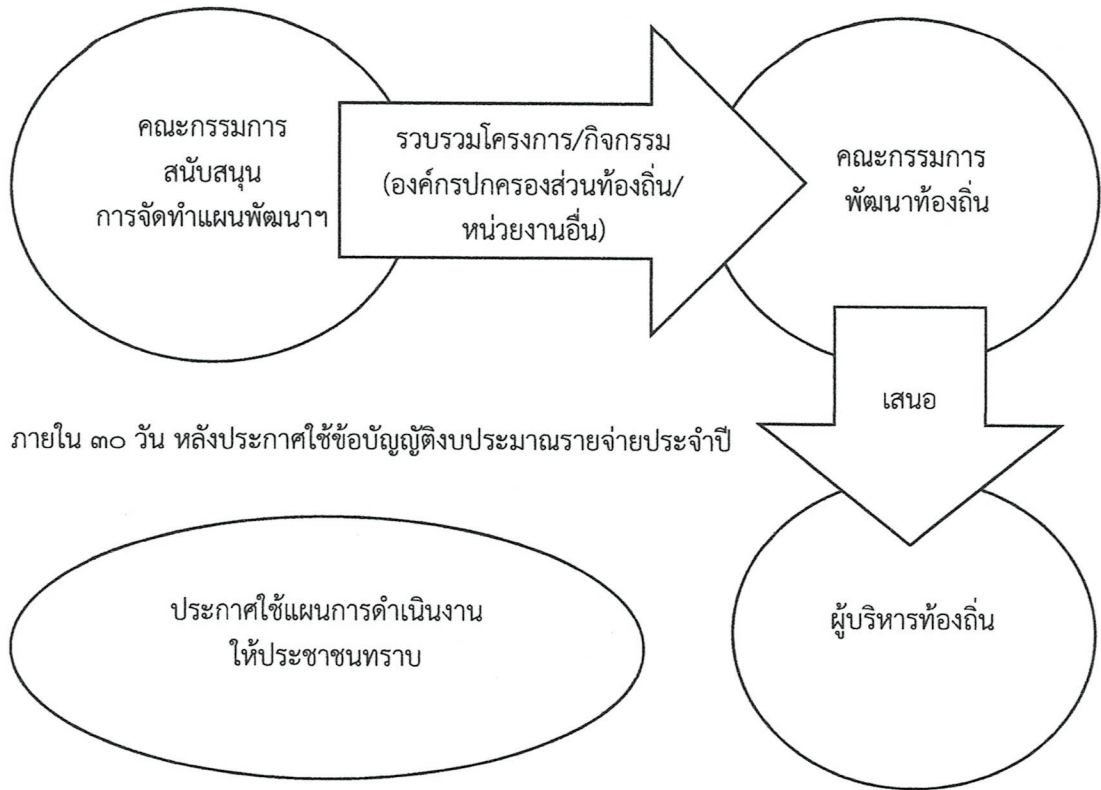 คณะกรรมการ
สนับสนุน
การจัดทำแผนพัฒนาฯ
รวบรวมโครงการ/กิจกรรม
(องค์กรปกครองส่วนท้องถิ่น/
หน่วยงานอื่น)
คณะกรรมการ
พัฒนาท้องถิ่น
เสนอ
ภายใน ๓๐ วัน หลังประกาศใช้ข้อบัญญัติงบประมาณรายจ่ายประจำปี
ประกาศใช้แผนการดำเนินงาน
ให้ประชาชนทราบ
ผู้บริหารท้องถิ่น